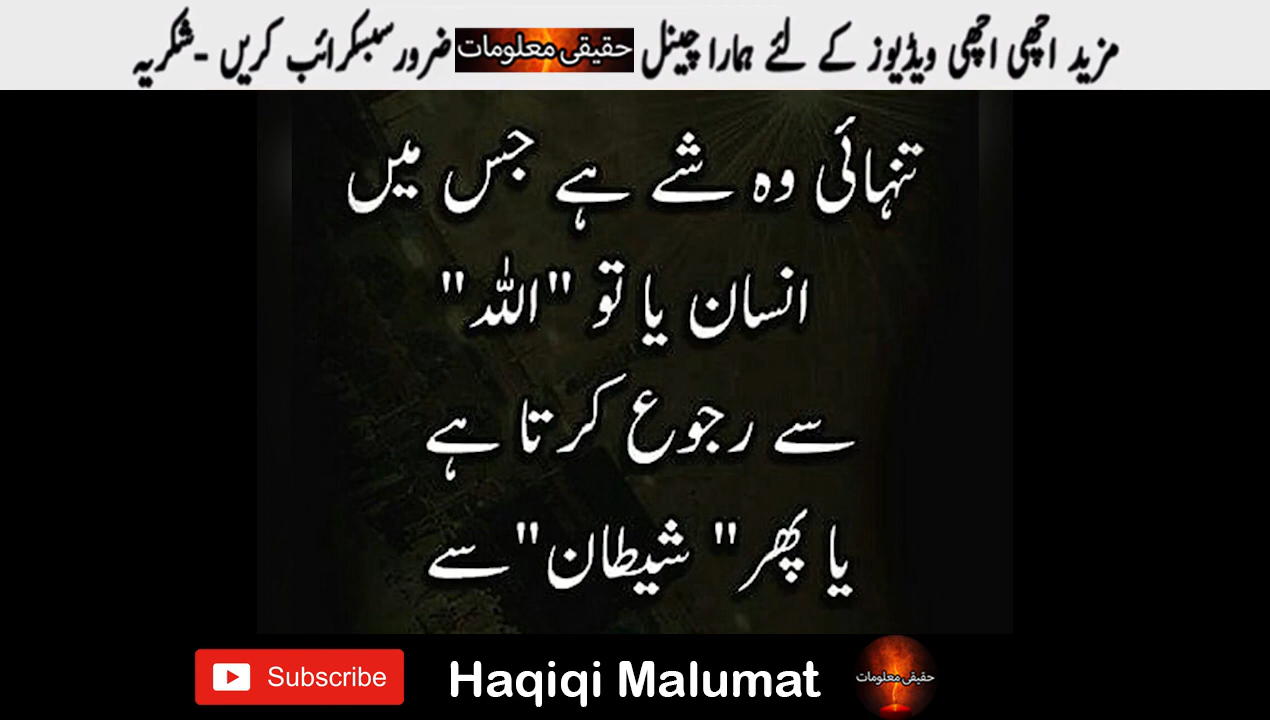 مزید اچھی اچھی ویڈیوز کے لئے ہمارا چینل حقیقی معلومات ضرور سبسکرائب کریں -شکریہ
تنہائی وہ شے ہے جس میں
انسان یا تو "اللہ"
سے رجوع کرتا ہے
یا پھر" شیطان"سے
Subscribe Haqiqi Malumat حقیقی معلومات